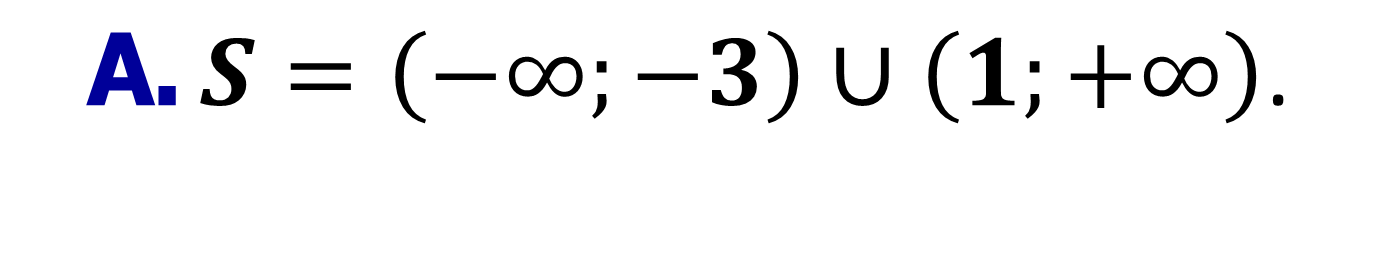 A. S = (−∞; −3) ∪ (1; +∞).